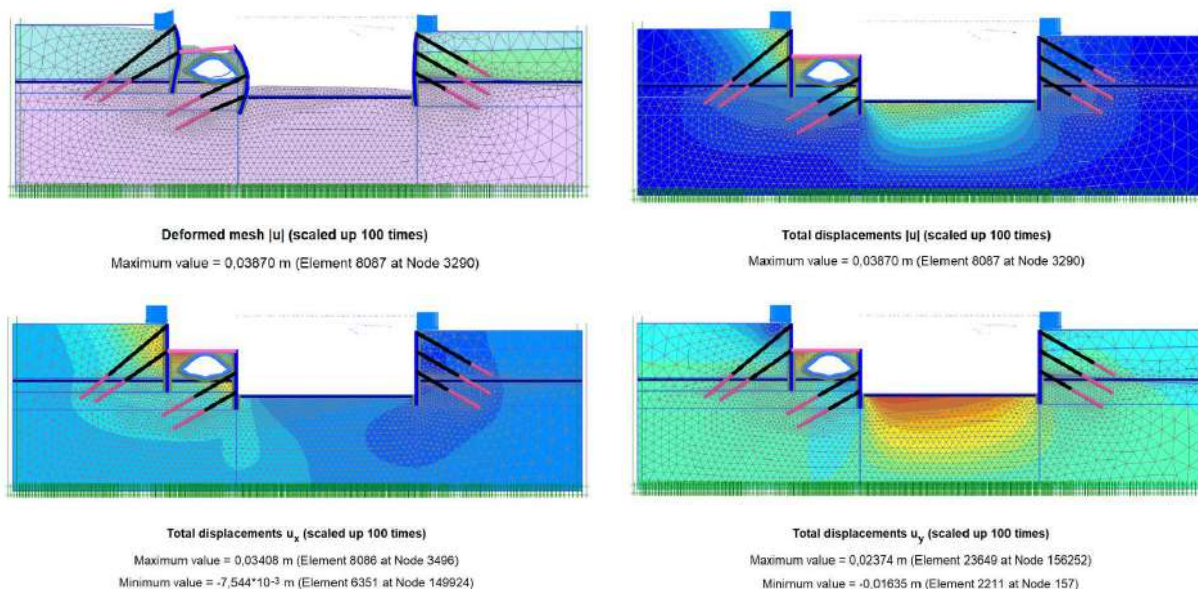 Deformed mesh |u| (scaled up 100 times)
Maximum value = 0,03870 m (Element 8087 at Node 3290)
Total displacements |u| (scaled up 100 times)
Maximum value = 0,03870 m (Element 8087 at Node 3290)
Total displacements uₓ (scaled up 100 times)
Maximum value = 0,03408 m (Element 8086 at Node 3496)
Minimum value = -7,544*10⁻³ m (Element 6351 at Node 149924)
Total displacements u_y (scaled up 100 times)
Maximum value = 0,02374 m (Element 23649 at Node 156252)
Minimum value = -0,01635 m (Element 2211 at Node 157)